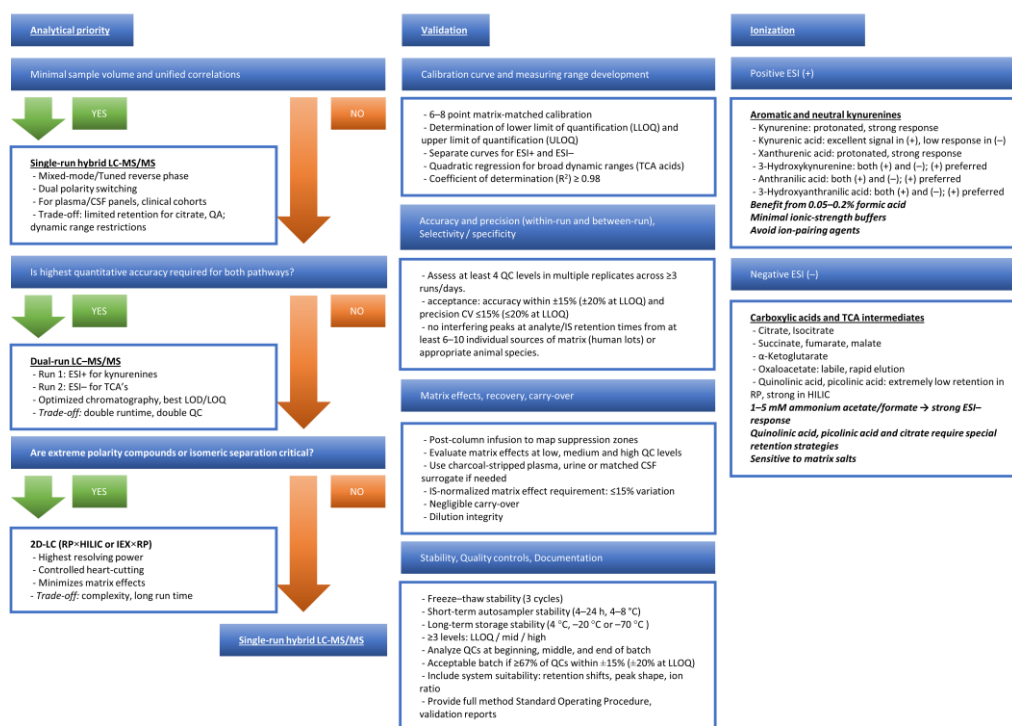 Analytical priority
Minimal sample volume and unified correlations
YES
NO
Single-run hybrid LC-MS/MS
- Mixed-mode/Tuned reverse phase
- Dual polarity switching
- For plasma/CSF panels, clinical cohorts
- Trade-off: limited retention for citrate, QA;
dynamic range restrictions
Is highest quantitative accuracy required for both pathways?
YES
NO
Dual-run LC–MS/MS
- Run 1: ESI+ for kynurenines
- Run 2: ESI– for TCA's
- Optimized chromatography, best LOD/LOQ
- Trade-off: double runtime, double QC
Are extreme polarity compounds or isomeric separation critical?
YES
NO
2D-LC (RP×HILIC or IEX×RP)
- Highest resolving power
- Controlled heart-cutting
- Minimizes matrix effects
- Trade-off: complexity, long run time
Single-run hybrid LC-MS/MS
Validation
Calibration curve and measuring range development
- 6–8 point matrix-matched calibration
- Determination of lower limit of quantification (LLOQ) and
upper limit of quantification (ULOQ)
- Separate curves for ESI+ and ESI–
- Quadratic regression for broad dynamic ranges (TCA acids)
- Coefficient of determination (R²) ≥ 0.98
Accuracy and precision (within-run and between-run),
Selectivity / specificity
- Assess at least 4 QC levels in multiple replicates across ≥3
runs/days.
- acceptance: accuracy within ±15% (±20% at LLOQ) and
precision CV ≤15% (≤20% at LLOQ)
- no interfering peaks at analyte/IS retention times from at
least 6–10 individual sources of matrix (human lots) or
appropriate animal species.
Matrix effects, recovery, carry-over
- Post-column infusion to map suppression zones
- Evaluate matrix effects at low, medium and high QC levels
- Use charcoal-stripped plasma, urine or matched CSF
surrogate if needed
- IS-normalized matrix effect requirement: ≤15% variation
- Negligible carry-over
- Dilution integrity
Stability, Quality controls, Documentation
- Freeze–thaw stability (3 cycles)
- Short-term autosampler stability (4–24 h, 4–8 °C)
- Long-term storage stability (4 °C, –20 °C or –70 °C )
- ≥3 levels: LLOQ / mid / high
- Analyze QCs at beginning, middle, and end of batch
- Acceptable batch if ≥67% of QCs within ±15% (±20% at LLOQ)
- Include system suitability: retention shifts, peak shape, ion
ratio
- Provide full method Standard Operating Procedure,
validation reports
Ionization
Positive ESI (+)
Aromatic and neutral kynurenines
- Kynurenine: protonated, strong response
- Kynurenic acid: excellent signal in (+), low response in (–)
- Xanthurenic acid: protonated, strong response
- 3-Hydroxykynurenine: both (+) and (–); (+) preferred
- Anthranilic acid: both (+) and (–); (+) preferred
- 3-Hydroxyanthranilic acid: both (+) and (–); (+) preferred
Benefit from 0.05–0.2% formic acid
Minimal ionic-strength buffers
Avoid ion-pairing agents
Negative ESI (–)
Carboxylic acids and TCA intermediates
- Citrate, Isocitrate
- Succinate, fumarate, malate
- α-Ketoglutarate
- Oxaloacetate: labile, rapid elution
- Quinolinic acid, picolinic acid: extremely low retention in
RP, strong in HILIC
1–5 mM ammonium acetate/formate → strong ESI–
response
Quinolinic acid, picolinic acid and citrate require special
retention strategies
Sensitive to matrix salts